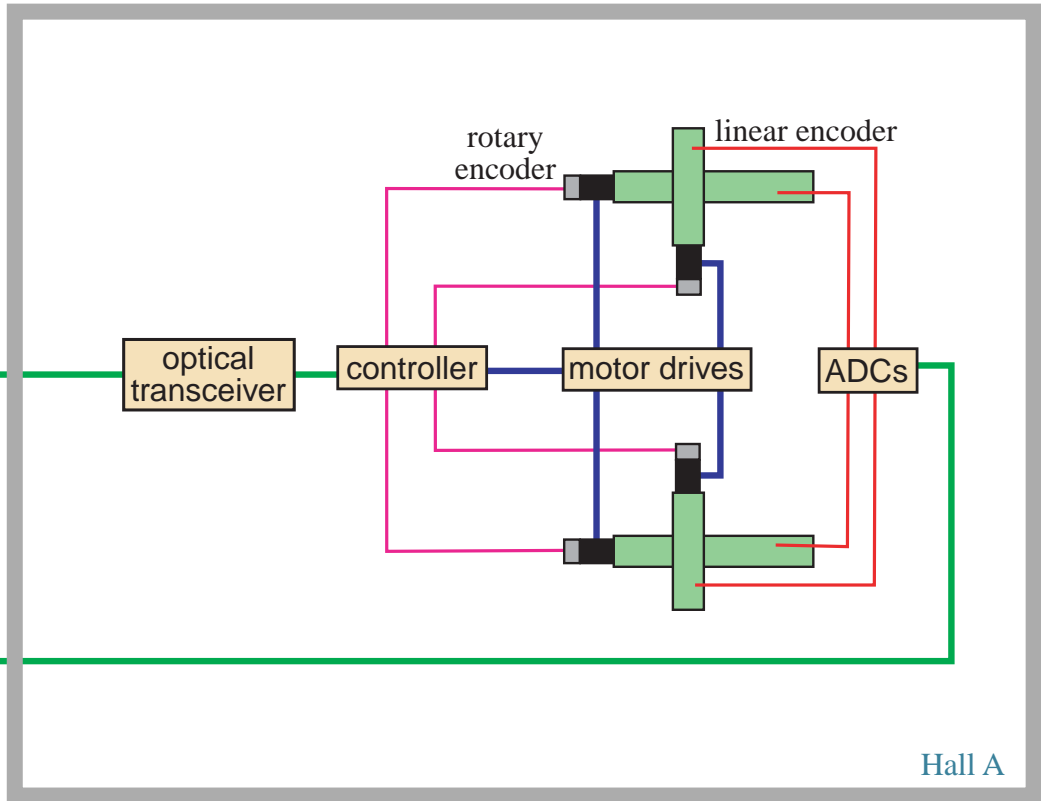 linear encoder
rotary
encoder
optical
transceiver
controller
motor drives
ADCs
Hall A